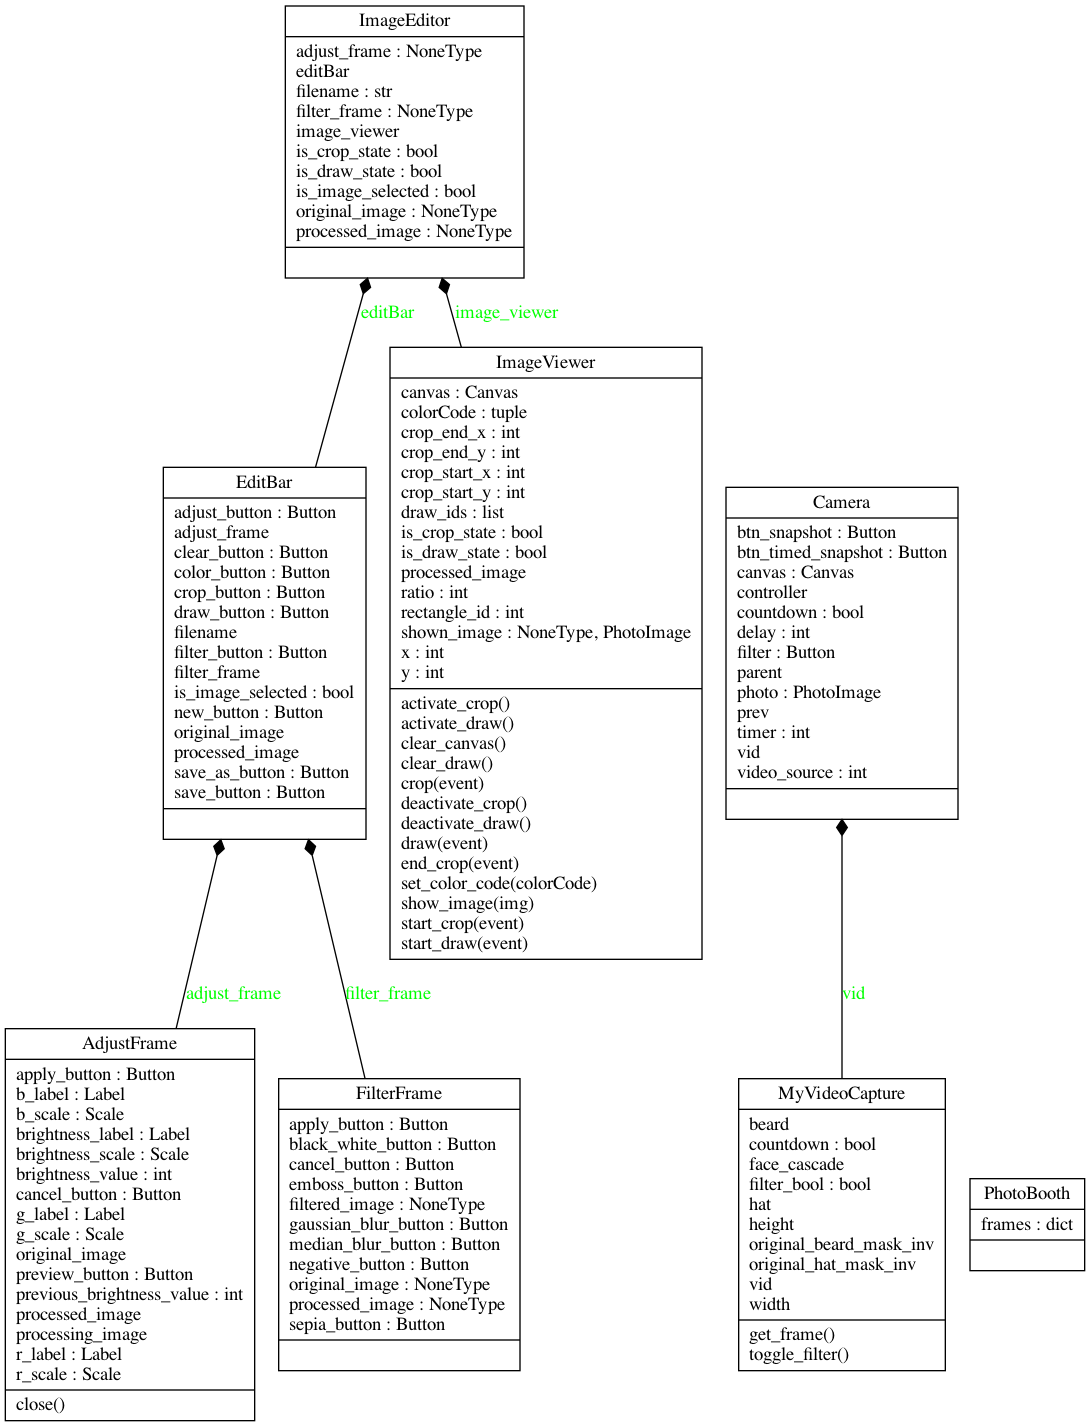 ImageEditor
adjust_frame : NoneType
editBar
filename : str
filter_frame : NoneType
image_viewer
is_crop_state : bool
is_draw_state : bool
is_image_selected : bool
original_image : NoneType
processed_image : NoneType
editBar
image_viewer
ImageViewer
canvas : Canvas
colorCode : tuple
crop_end_x : int
crop_end_y : int
crop_start_x : int
crop_start_y : int
draw_ids : list
is_crop_state : bool
is_draw_state : bool
processed_image
ratio : int
rectangle_id : int
shown_image : NoneType, PhotoImage
x : int
y : int
activate_crop()
activate_draw()
clear_canvas()
clear_draw()
crop(event)
deactivate_crop()
deactivate_draw()
draw(event)
end_crop(event)
set_color_code(colorCode)
show_image(img)
start_crop(event)
start_draw(event)
EditBar
adjust_button : Button
adjust_frame
clear_button : Button
color_button : Button
crop_button : Button
draw_button : Button
filename
filter_button : Button
filter_frame
is_image_selected : bool
new_button : Button
original_image
processed_image
save_as_button : Button
save_button : Button
Camera
btn_snapshot : Button
btn_timed_snapshot : Button
canvas : Canvas
controller
countdown : bool
delay : int
filter : Button
parent
photo : PhotoImage
prev
timer : int
vid
video_source : int
adjust_frame
filter_frame
vid
AdjustFrame
apply_button : Button
b_label : Label
b_scale : Scale
brightness_label : Label
brightness_scale : Scale
brightness_value : int
cancel_button : Button
g_label : Label
g_scale : Scale
original_image
preview_button : Button
previous_brightness_value : int
processed_image
processing_image
r_label : Label
r_scale : Scale
close()
FilterFrame
apply_button : Button
black_white_button : Button
cancel_button : Button
emboss_button : Button
filtered_image : NoneType
gaussian_blur_button : Button
median_blur_button : Button
negative_button : Button
original_image : NoneType
processed_image : NoneType
sepia_button : Button
MyVideoCapture
beard
countdown : bool
face_cascade
filter_bool : bool
hat
height
original_beard_mask_inv
original_hat_mask_inv
vid
width
get_frame()
toggle_filter()
PhotoBooth
frames : dict